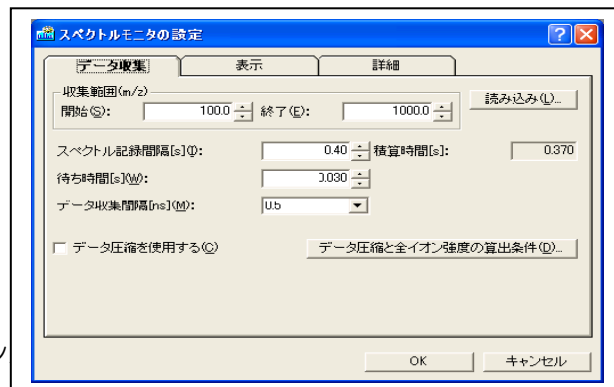 スペクトルモニタの設定
データ収集 表示 詳細
収集範囲(m/z)
開始(S): 100.0 終了(E): 1000.0 読み込み(L)...
スペクトル記録間隔[s](I): 0.40 積算時間[s]: 0.370
待ち時間[s](W): 0.030
データ収集間隔[ns](M): 0.5
データ圧縮を使用する(C) データ圧縮と全イオン強度の算出条件(D)...
OK キャンセル